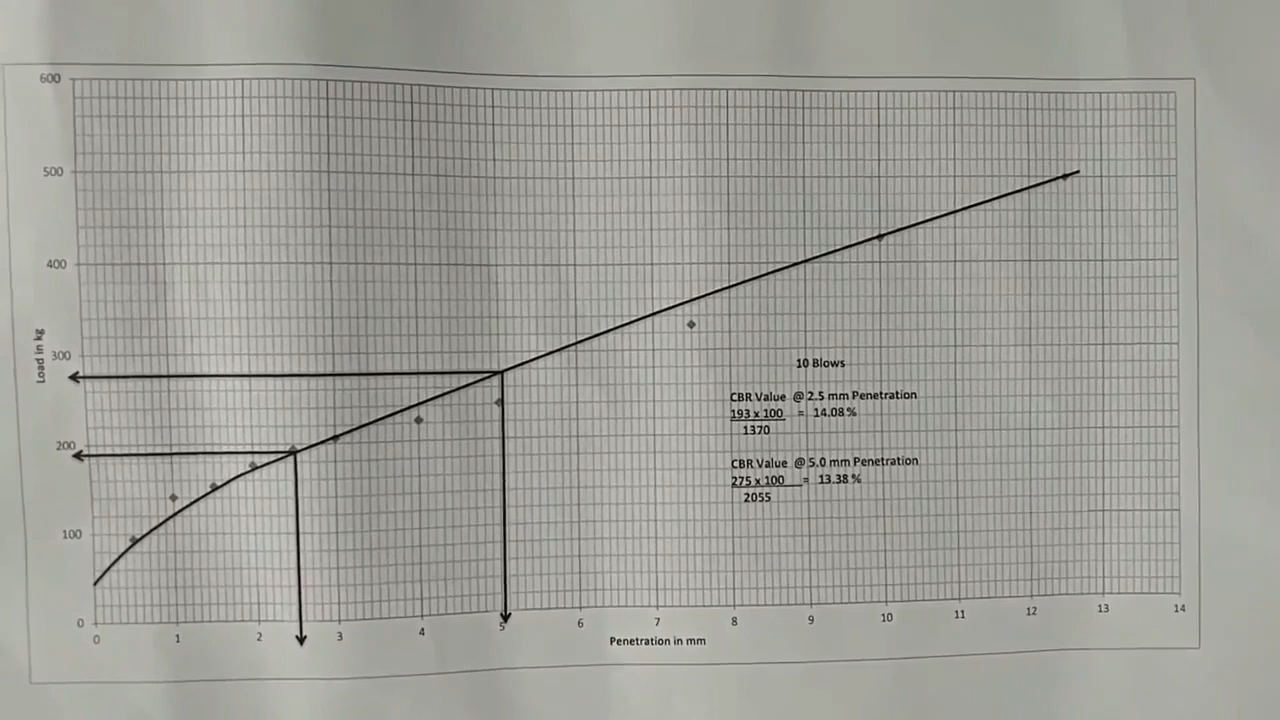 600
500
400
300
200
100
0
Load in kg
0 1 2 3 4 5 6 7 8 9 10 11 12 13 14
Penetration in mm
10 Blows
CBR Value @ 2.5 mm Penetration
193 x 100 = 14.08 %
1370
CBR Value @ 5.0 mm Penetration
275 x 100 = 13.38 %
2055